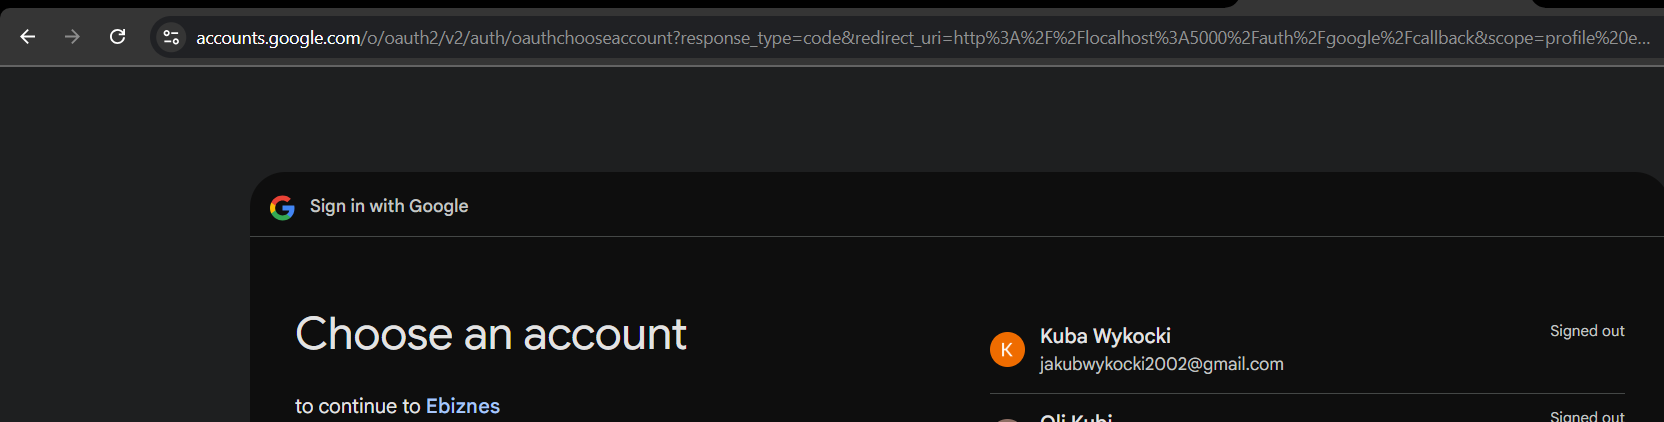 accounts.google.com/o/oauth2/v2/auth/oauthchooseaccount?response_type=code&redirect_uri=http%3A%2F%2Flocalhost%3A5000%2Fauth%2Fgoogle%2Fcallback&scope=profile%20e...
Sign in with Google
Choose an account
to continue to Ebiznes
K
Kuba Wykocki
Signed out
jakubwykocki2002@gmail.com
Oli Kubi
Signed out